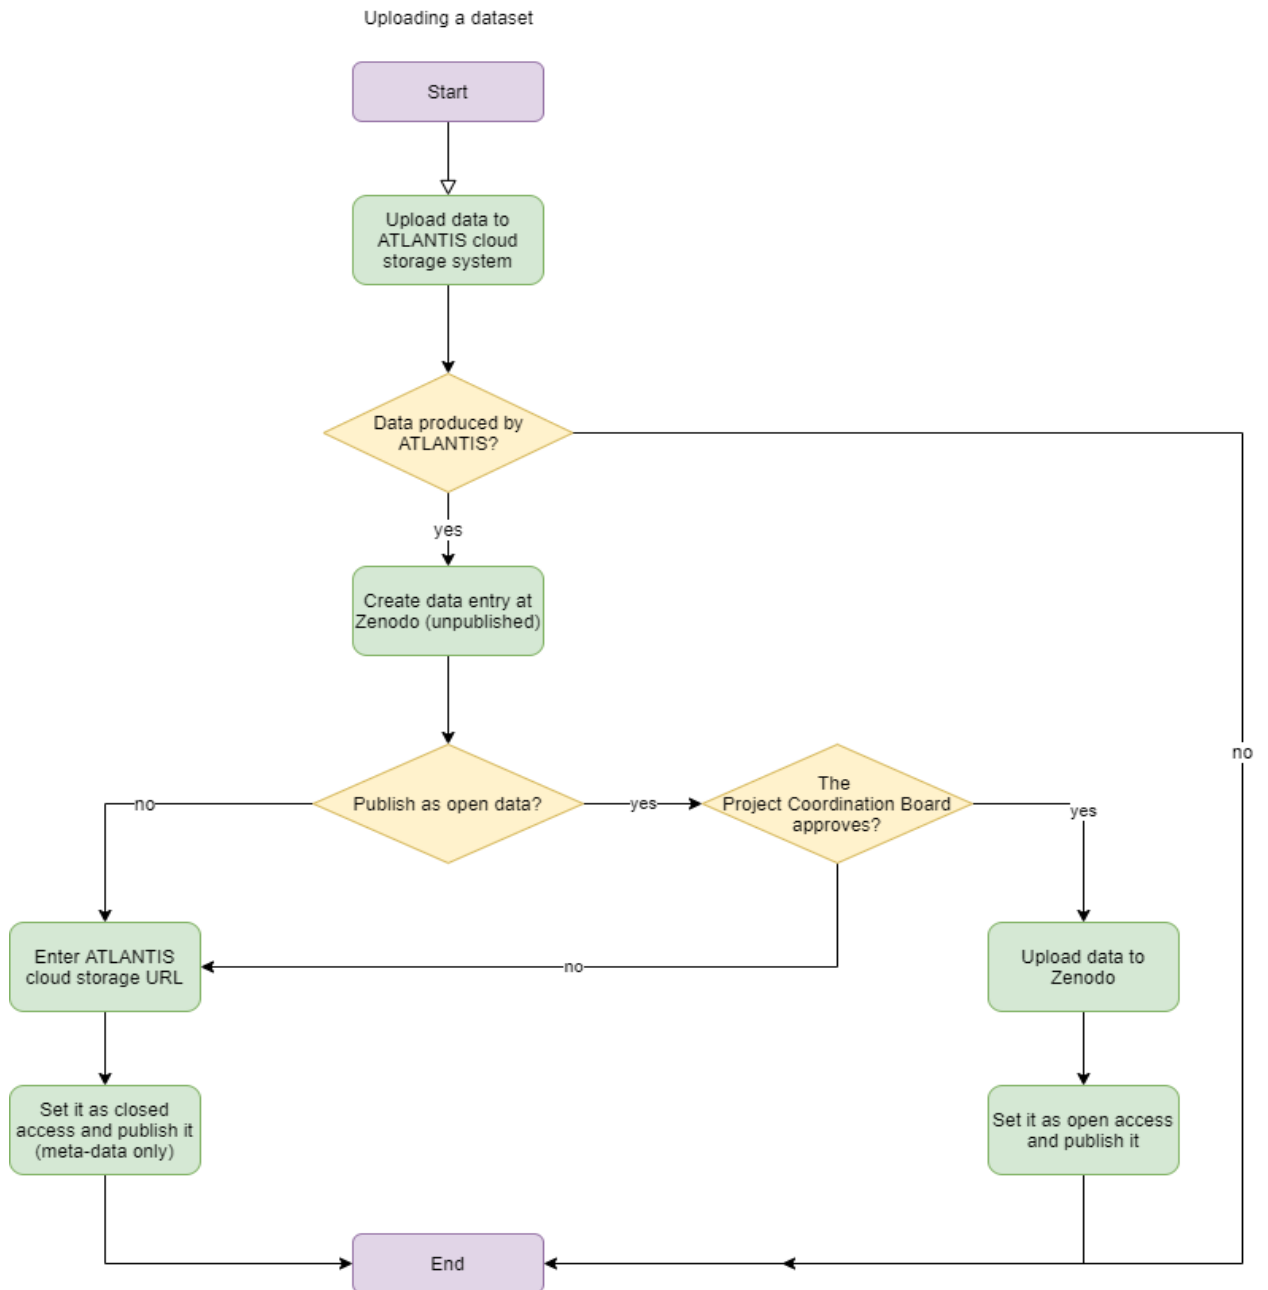 Uploading a dataset
Start
Upload data to
ATLANTIS cloud
storage system
Data produced by
ATLANTIS?
yes
Create data entry at
Zenodo (unpublished)
no
Publish as open data?
The
Project Coordination Board
approves?
no
yes
yes
Enter ATLANTIS
cloud storage URL
no
Upload data to
Zenodo
Set it as closed
access and publish it
(meta-data only)
Set it as open access
and publish it
End